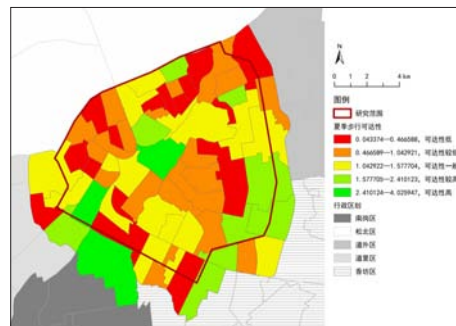 N
0 1 2 4 km
图例
研究范围
夏季步行可达性
0.043374—0.466588, 可达性低
0.466589—1.042921, 可达性较低
1.042922—1.577704, 可达性一般
1.577705—2.410123, 可达性较高
2.410124—4.025947, 可达性高
行政区划
南岗区
松北区
道外区
道里区
香坊区